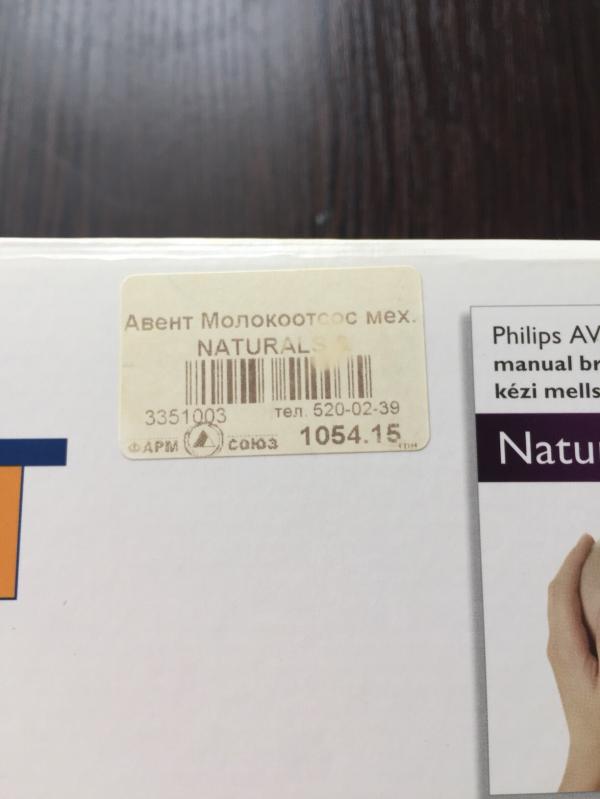 Авент Молокоотсос мех.
NATURALS
3351003 тел. 520-02-39
ФАРМ СОЮЗ 1054.15
Philips AV
manual br
kézi mells
Natu